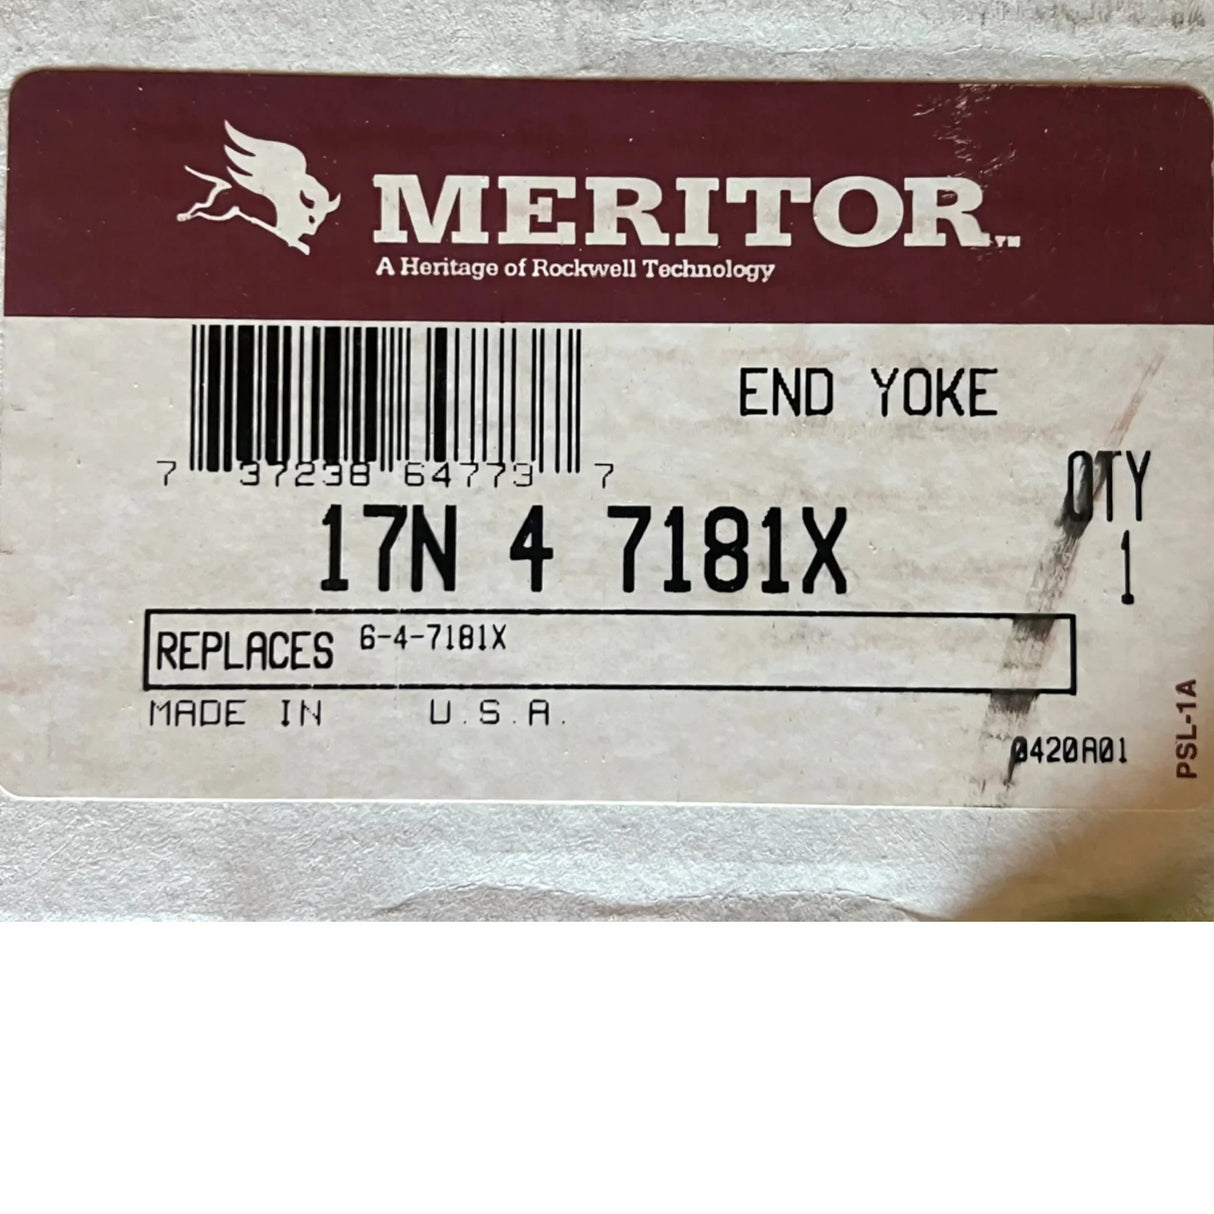 MERITOR™
A Heritage of Rockwell Technology
END YOKE
7 37238 64773 7
QTY
17N 4 7181X
1
REPLACES 6-4-7181X
MADE IN U.S.A.
0420A01
PSL-1A